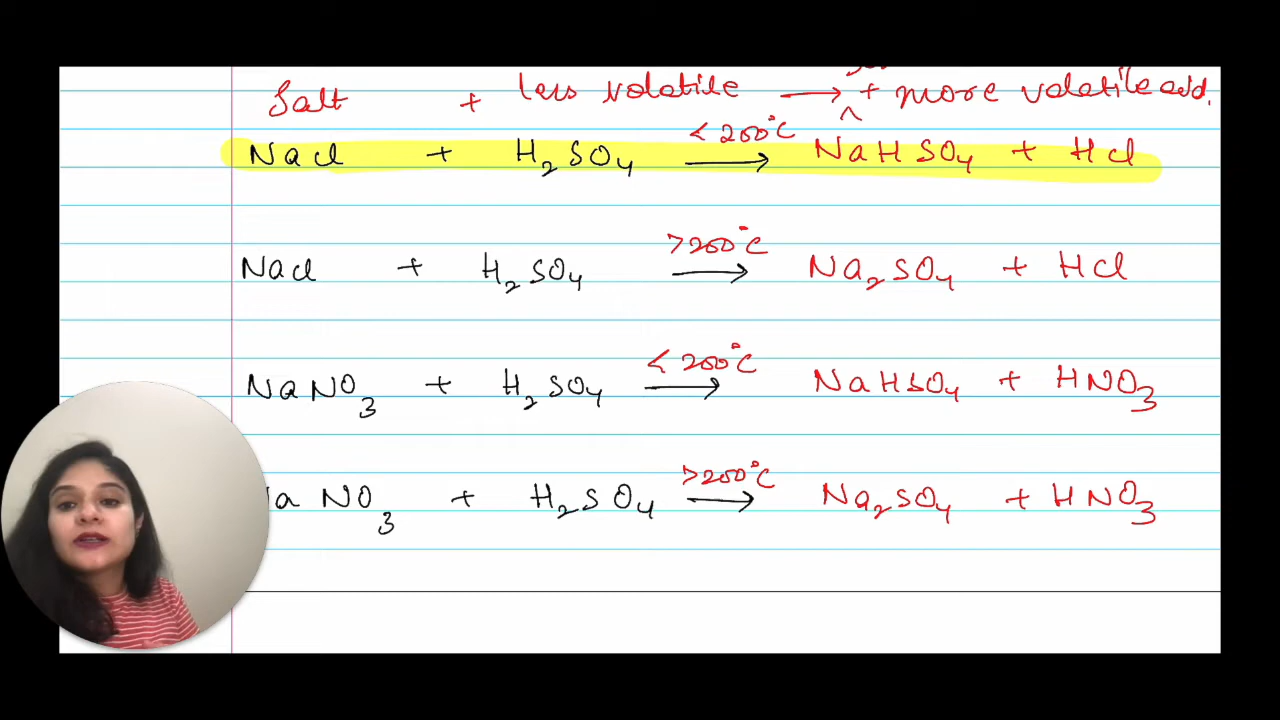 Salt + less volatile ⟶ + more volatile acid.
NaCl + H₂SO₄ <200°C ⟶ NaHSO₄ + HCl
NaCl + H₂SO₄ >200°C ⟶ Na₂SO₄ + HCl
NaNO₃ + H₂SO₄ <200°C ⟶ NaHSO₄ + HNO₃
aNO₃ + H₂SO₄ >200°C ⟶ Na₂SO₄ + HNO₃